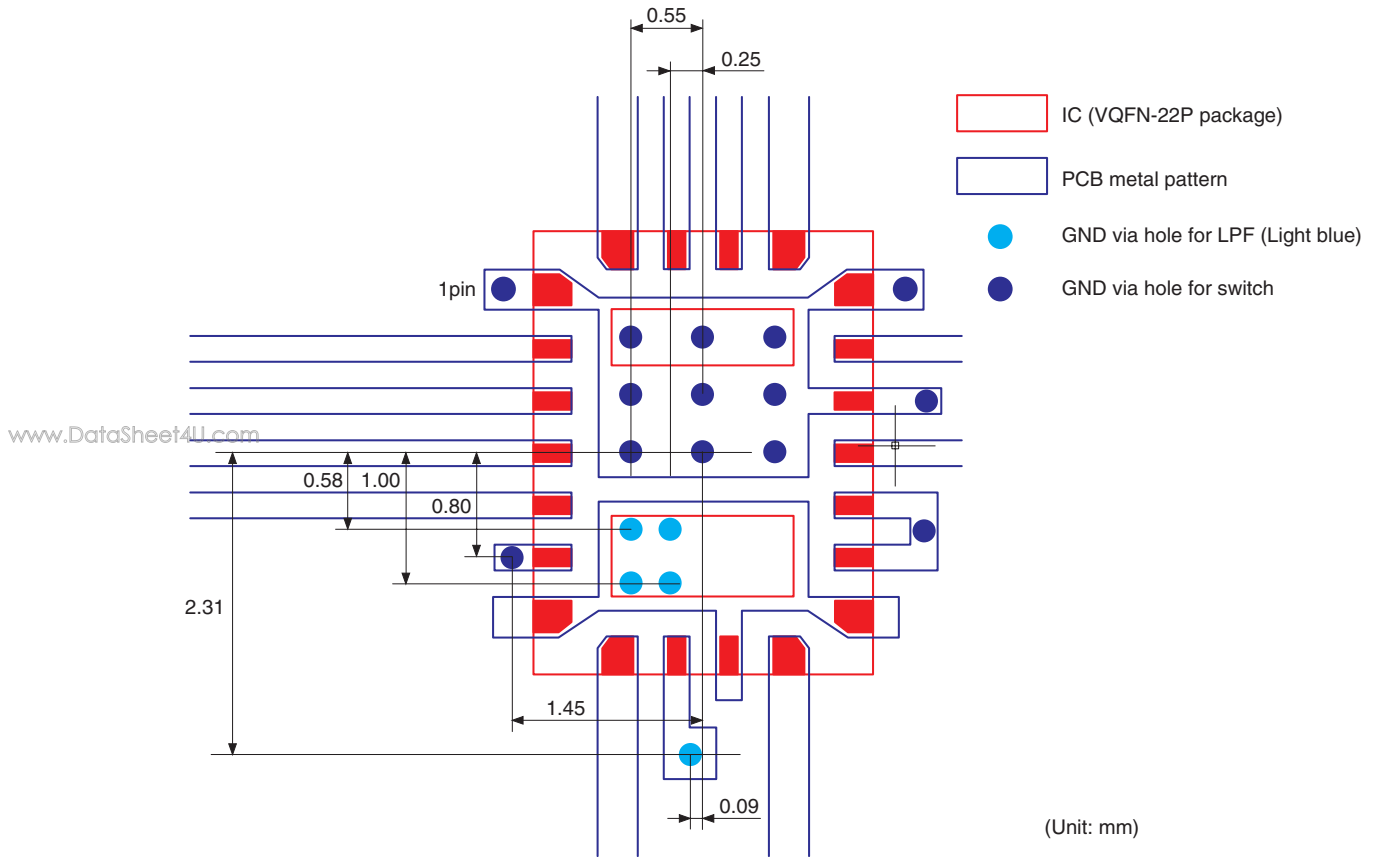 0.55
0.25
IC (VQFN-22P package)
PCB metal pattern
GND via hole for LPF (Light blue)
1pin
GND via hole for switch
www.DataSheet4U.com
0.58
1.00
0.80
2.31
1.45
0.09
(Unit: mm)